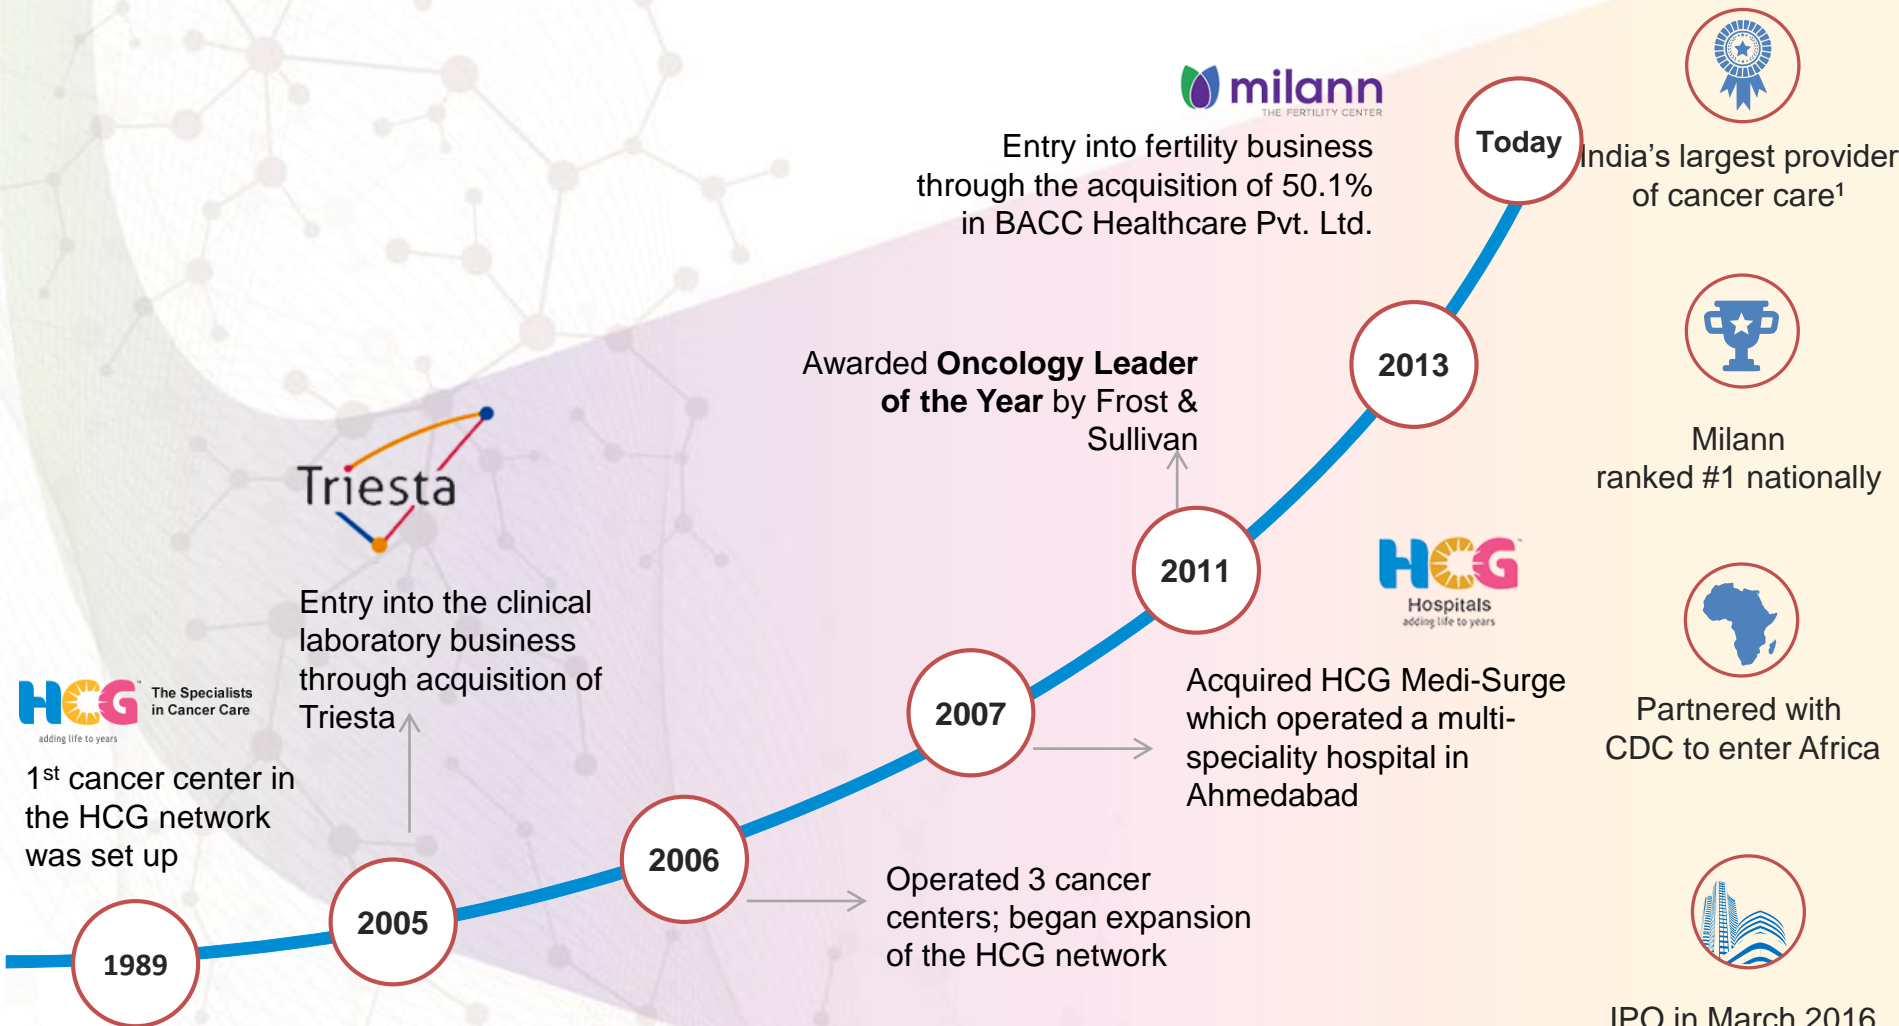 milann
THE FERTILITY CENTER
Entry into fertility business
through the acquisition of 50.1%
in BACC Healthcare Pvt. Ltd.
Today
India's largest provider
of cancer care¹
2013
Milann
ranked #1 nationally
Awarded Oncology Leader
of the Year by Frost &
Sullivan
2011
HCG™
Hospitals
adding life to years
Partnered with
CDC to enter Africa
Triesta
Entry into the clinical
laboratory business
through acquisition of
Triesta
2007
Acquired HCG Medi-Surge
which operated a multi-
speciality hospital in
Ahmedabad
HCG™
The Specialists
in Cancer Care
adding life to years
1st cancer center in
the HCG network
was set up
2006
Operated 3 cancer
centers; began expansion
of the HCG network
2005
1989
IPO in March 2016